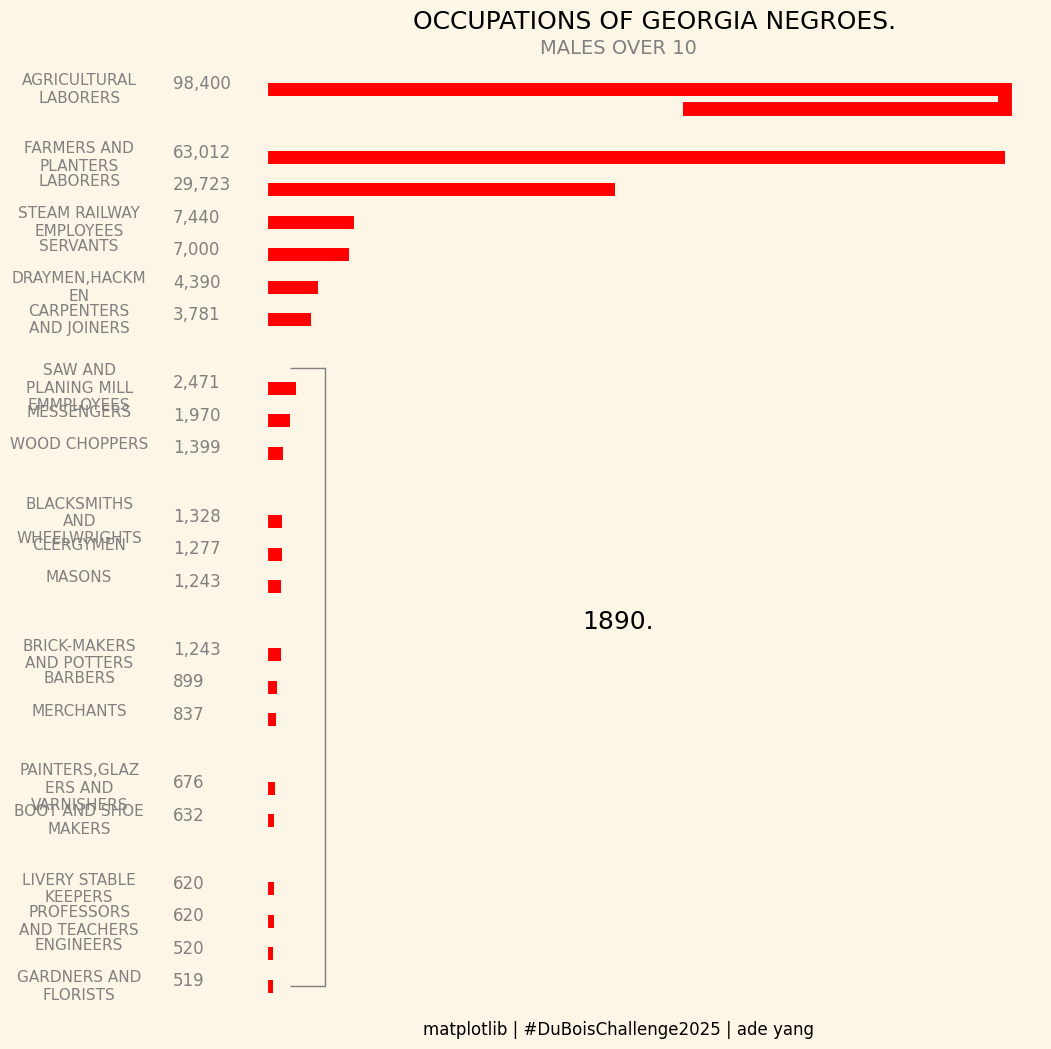 OCCUPATIONS OF GEORGIA NEGROES.
MALES OVER 10
AGRICULTURAL
LABORERS
98,400
FARMERS AND
PLANTERS
63,012
LABORERS
29,723
STEAM RAILWAY
EMPLOYEES
7,440
SERVANTS
7,000
DRAYMEN,HACKM
EN
4,390
CARPENTERS
AND JOINERS
3,781
SAW AND
PLANING MILL
EMMPLOYEES
2,471
MESSENGERS
1,970
WOOD CHOPPERS
1,399
BLACKSMITHS
AND
WHEELWRIGHTS
1,328
CLERGYMEN
1,277
MASONS
1,243
1890.
BRICK-MAKERS
AND POTTERS
1,243
BARBERS
899
MERCHANTS
837
PAINTERS,GLAZ
ERS AND
VARNISHERS
676
BOOT AND SHOE
MAKERS
632
LIVERY STABLE
KEEPERS
620
PROFESSORS
AND TEACHERS
620
ENGINEERS
520
GARDNERS AND
FLORISTS
519
matplotlib | #DuBoisChallenge2025 | ade yang